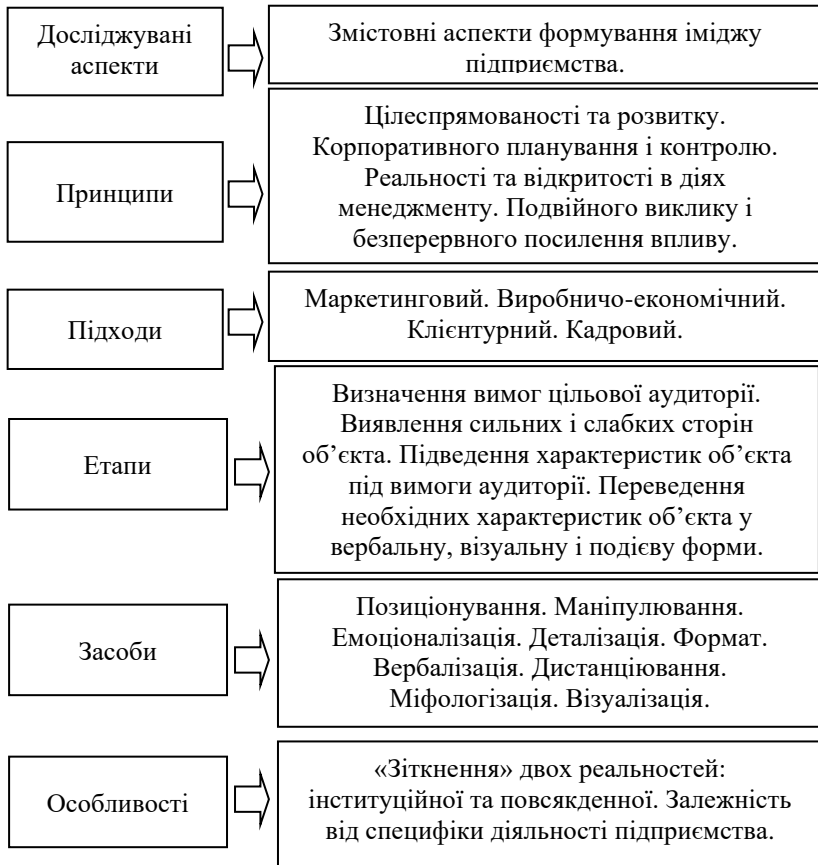 Досліджувані
аспекти
Змістовні аспекти формування іміджу
підприємства.
Принципи
Цілеспрямованості та розвитку.
Корпоративного планування і контролю.
Реальності та відкритості в діях
менеджменту. Подвійного виклику і
безперервного посилення впливу.
Підходи
Маркетинговий. Виробничо-економічний.
Клієнтурний. Кадровий.
Етапи
Визначення вимог цільової аудиторії.
Виявлення сильних і слабких сторін
об’єкта. Підведення характеристик об’єкта
під вимоги аудиторії. Переведення
необхідних характеристик об’єкта у
вербальну, візуальну і подієву форми.
Засоби
Позиціонування. Маніпулювання.
Емоціоналізація. Деталізація. Формат.
Вербалізація. Дистанціювання.
Міфологізація. Візуалізація.
Особливості
«Зіткнення» двох реальностей:
інституційної та повсякденної. Залежність
від специфіки діяльності підприємства.